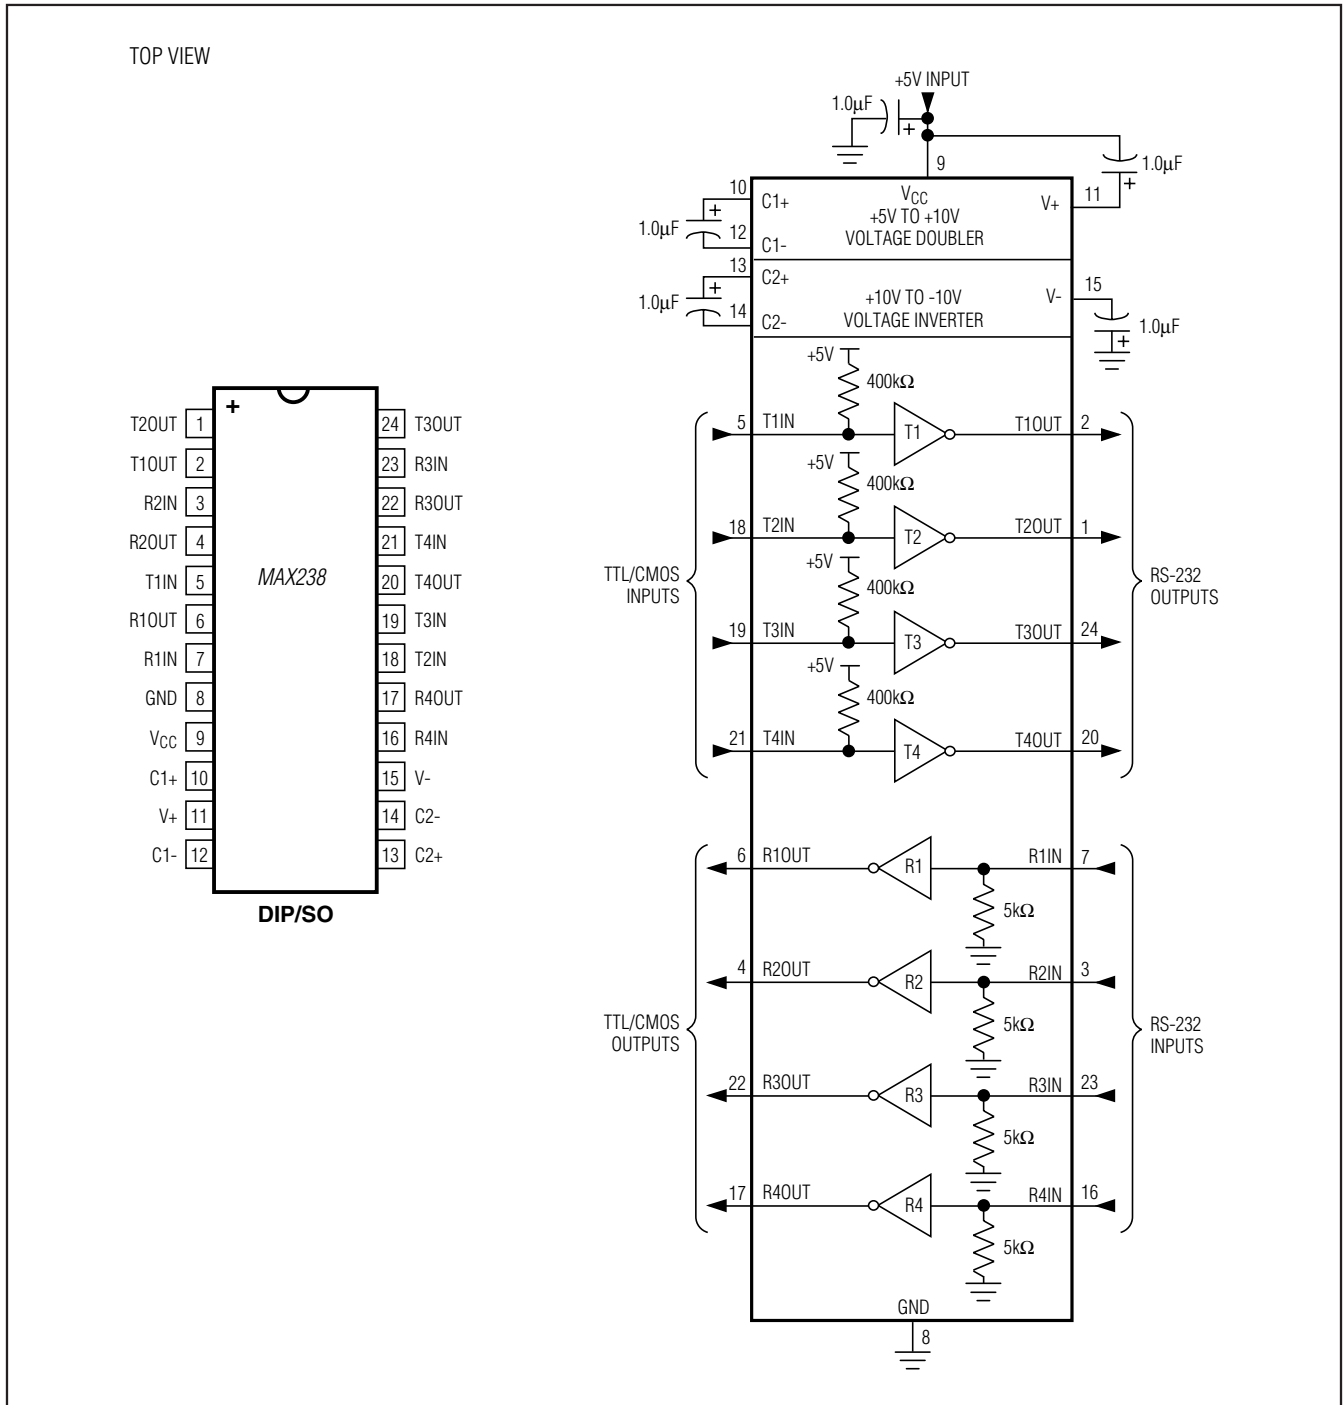 TOP VIEW
+
MAX238
T2OUT 1
T1OUT 2
R2IN 3
R2OUT 4
T1IN 5
R1OUT 6
R1IN 7
GND 8
VCC 9
C1+ 10
V+ 11
C1- 12
24 T3OUT
23 R3IN
22 R3OUT
21 T4IN
20 T4OUT
19 T3IN
18 T2IN
17 R4OUT
16 R4IN
15 V-
14 C2-
13 C2+
DIP/SO
+5V INPUT
1.0µF
+
9
1.0µF
+
11
V+
10
C1+
VCC
+5V TO +10V
VOLTAGE DOUBLER
1.0µF
+
12
C1-
13
C2+
+10V TO -10V
VOLTAGE INVERTER
1.0µF
+
14
C2-
V-
15
1.0µF
+
+5V
400kΩ
5 T1IN T1 T1OUT 2
+5V
400kΩ
18 T2IN T2 T2OUT 1
+5V
400kΩ
19 T3IN T3 T3OUT 24
+5V
400kΩ
21 T4IN T4 T4OUT 20
TTL/CMOS
INPUTS
RS-232
OUTPUTS
6 R1OUT R1 R1IN 7
5kΩ
4 R2OUT R2 R2IN 3
5kΩ
22 R3OUT R3 R3IN 23
5kΩ
17 R4OUT R4 R4IN 16
5kΩ
TTL/CMOS
OUTPUTS
RS-232
INPUTS
GND
8